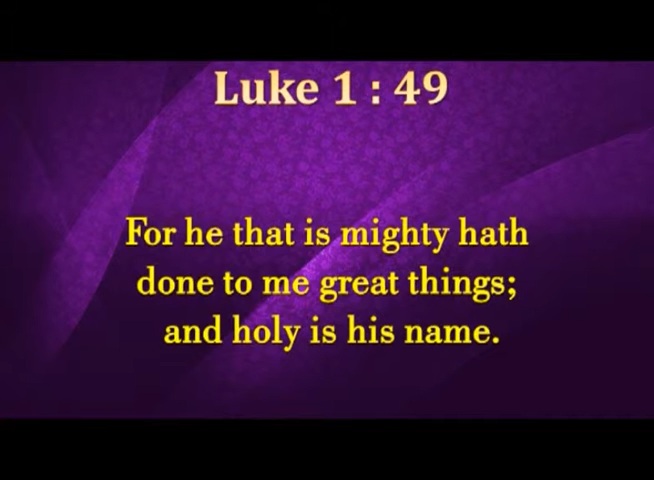 Luke 1 : 49
For he that is mighty hath
done to me great things;
and holy is his name.